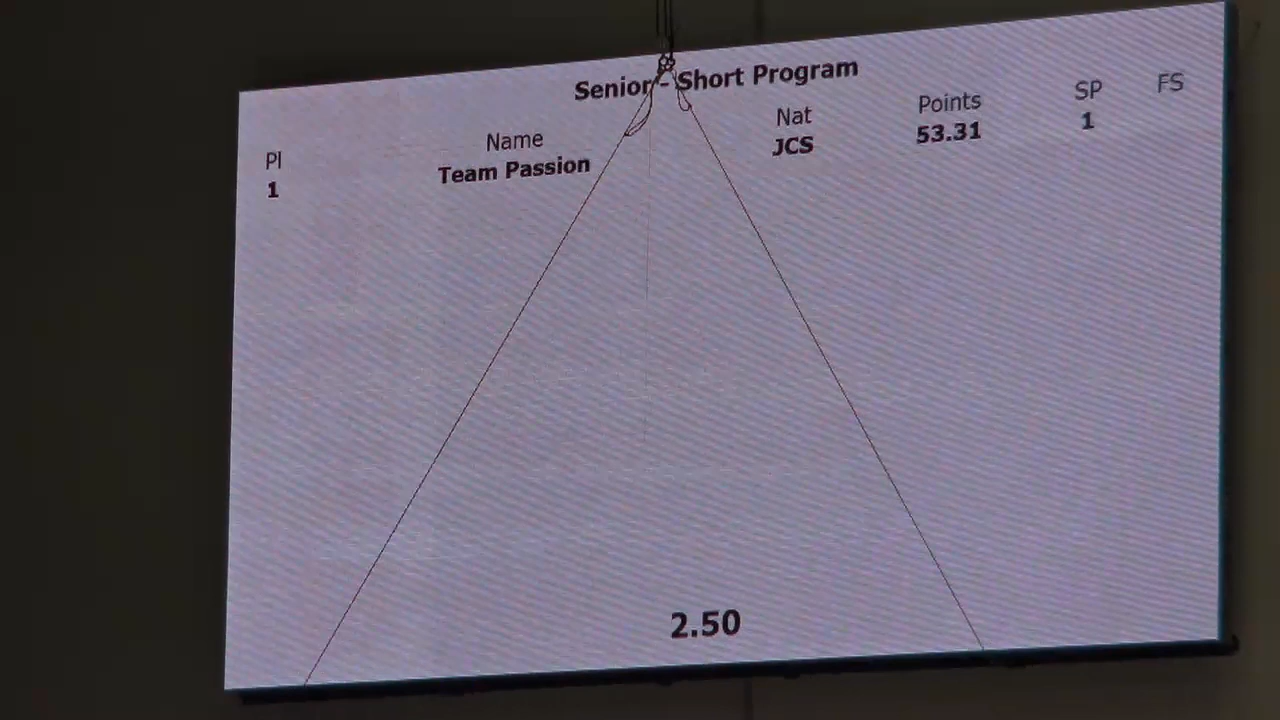 Senior - Short Program
Pl Name Nat Points SP FS
1 Team Passion JCS 53.31 1
2.50